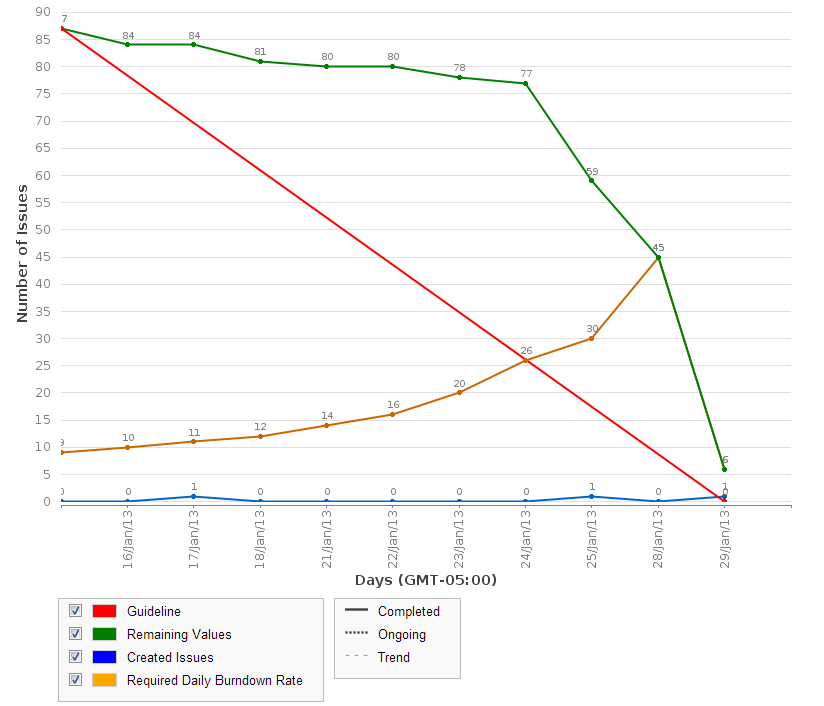 90
85
80
75
70
65
60
55
50
45
40
35
30
25
20
15
10
5
0
Number of Issues
7
84
84
81
80
80
78
77
59
45
6
9
10
11
12
14
16
20
26
30
0
0
1
0
0
0
0
0
1
0
1
0
16/Jan/13
17/Jan/13
18/Jan/13
21/Jan/13
22/Jan/13
23/Jan/13
24/Jan/13
25/Jan/13
28/Jan/13
29/Jan/13
Days (GMT-05:00)
Guideline
Remaining Values
Created Issues
Required Daily Burndown Rate
Completed
Ongoing
Trend